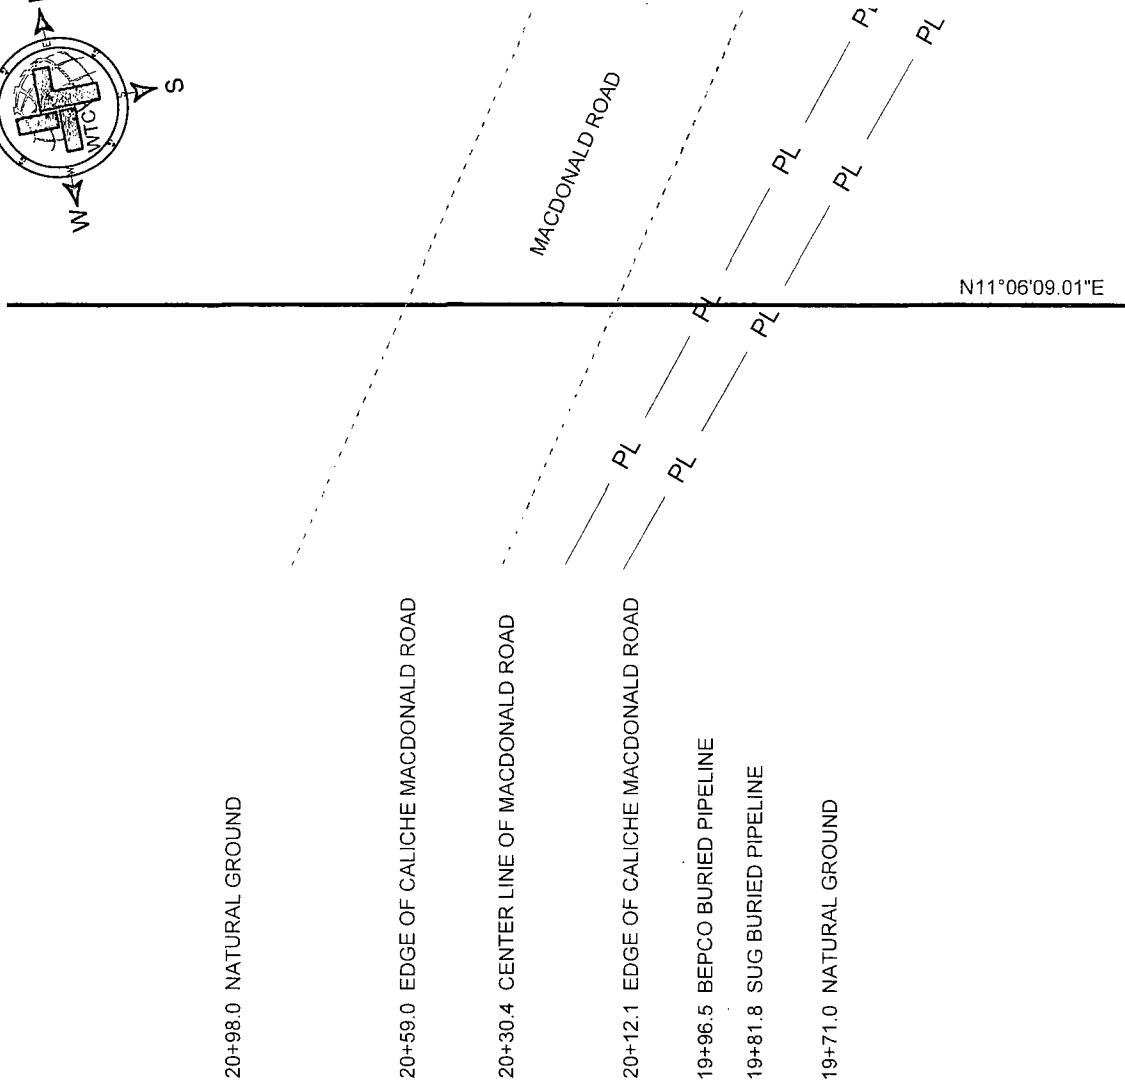 E
S
W
WTC
MACDONALD ROAD
PL
PL
PL
PL
PL
PL
PL
PL
N11°06'09.01"E
20+98.0 NATURAL GROUND
20+59.0 EDGE OF CALICHE MACDONALD ROAD
20+30.4 CENTER LINE OF MACDONALD ROAD
20+12.1 EDGE OF CALICHE MACDONALD ROAD
19+96.5 BEPCO BURIED PIPELINE
19+81.8 SUG BURIED PIPELINE
19+71.0 NATURAL GROUND